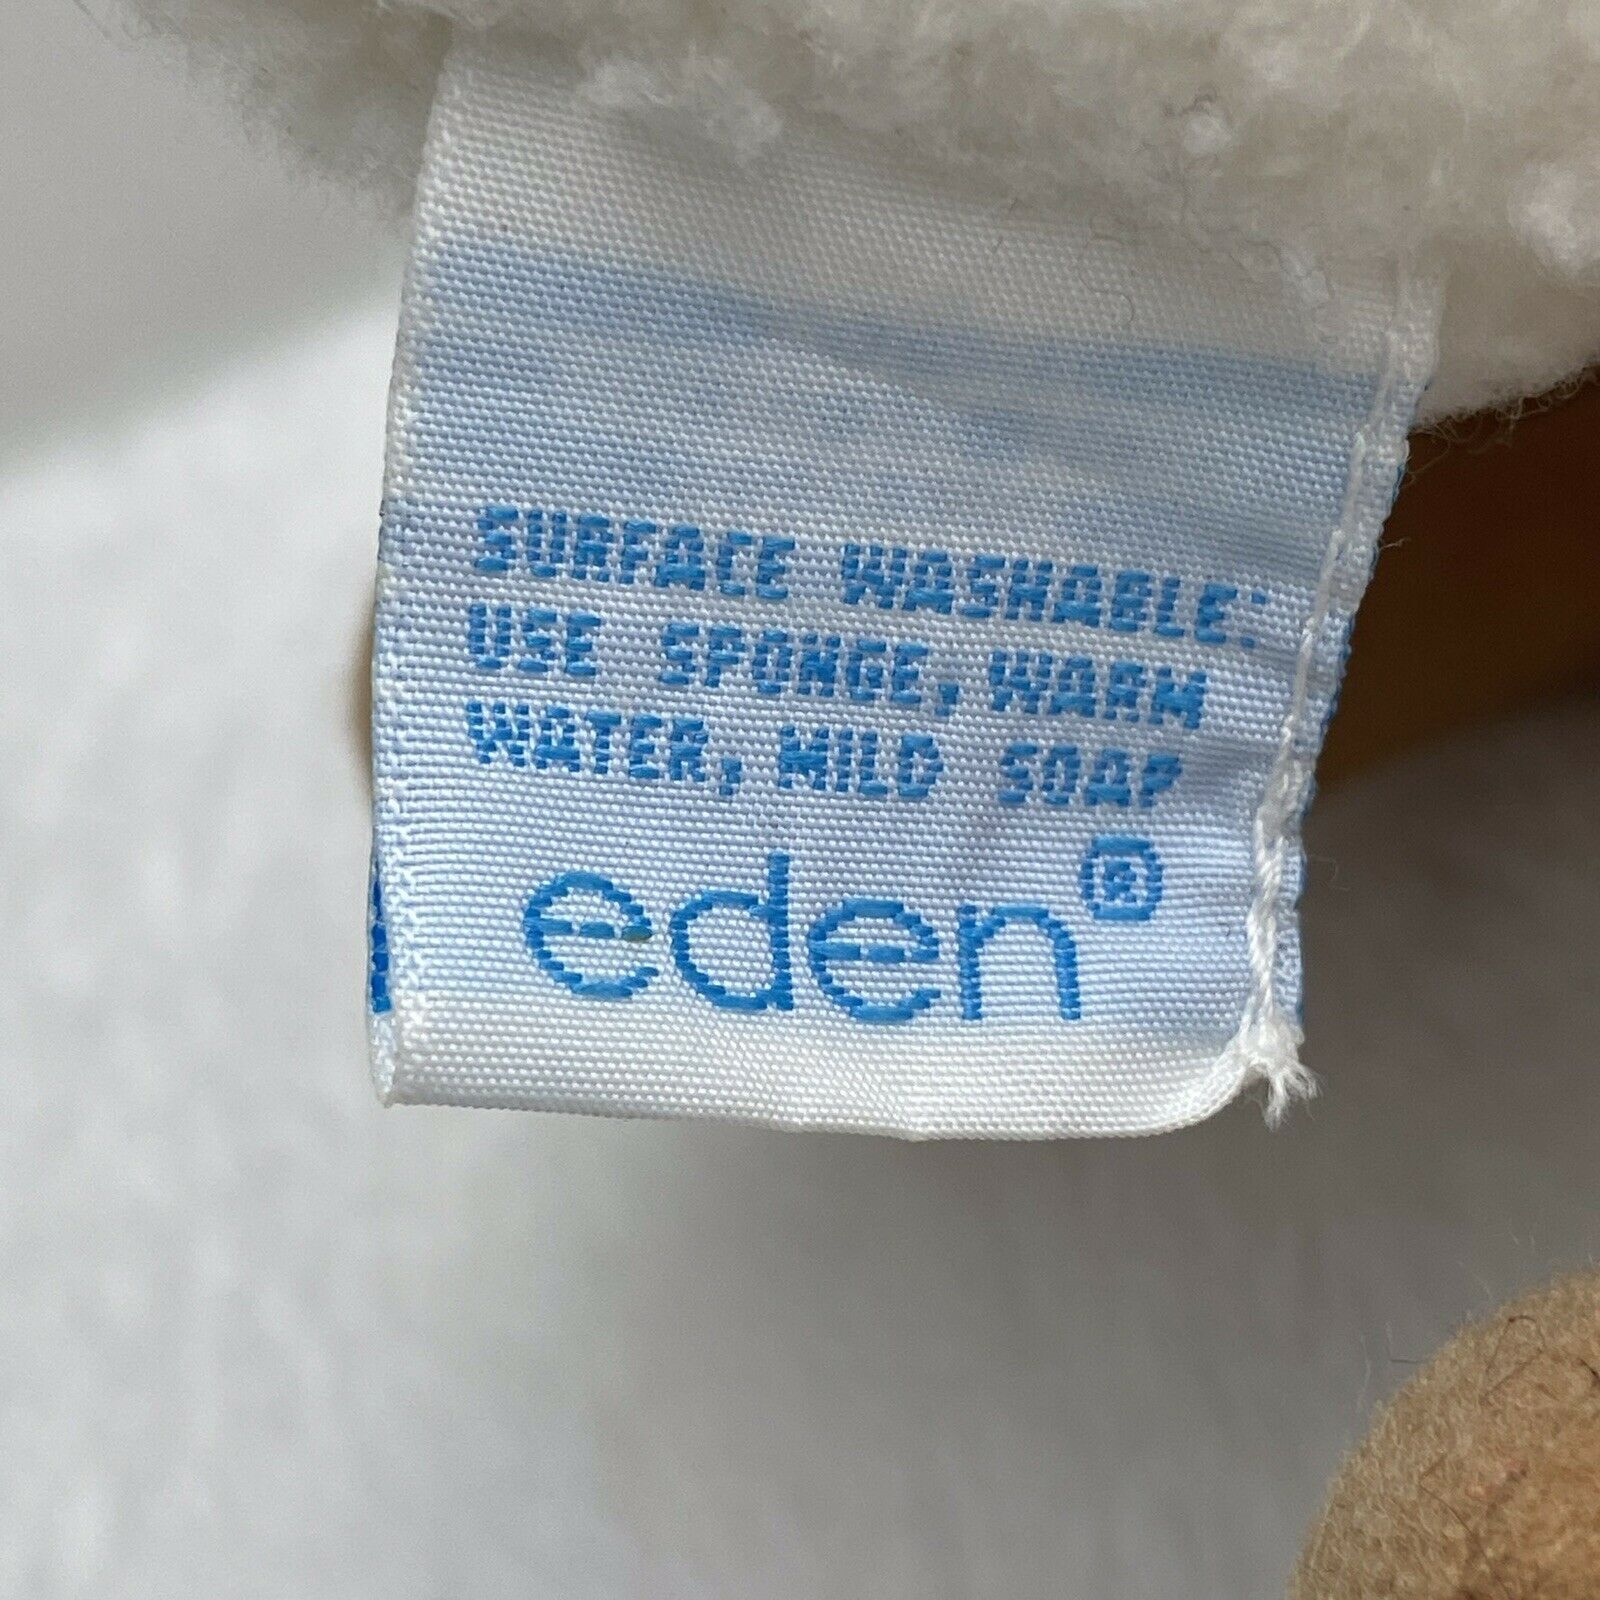 SURFACE WASHABLE:
USE SPONGE, WARM
WATER, MILD SOAP
eden®